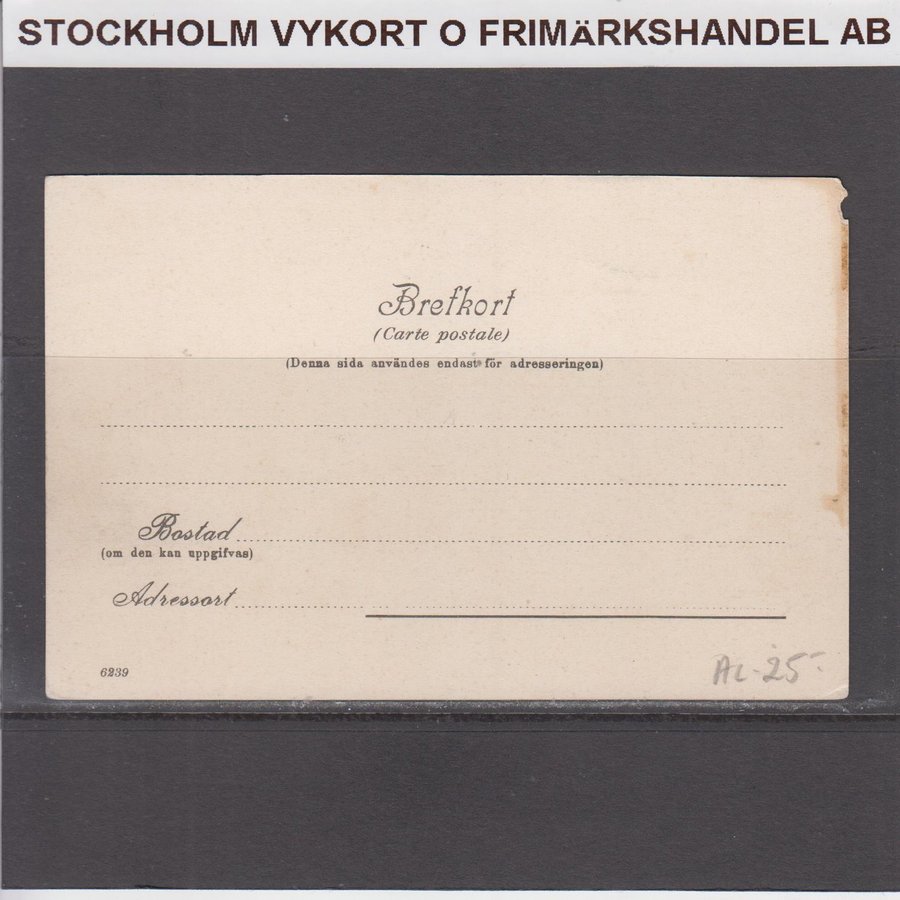 STOCKHOLM VYKORT O FRIMÄRKSHANDEL AB
Brefkort
(Carte postale)
(Denna sida användes endast för adresseringen)
Bostad
(om den kan uppgifvas)
Adressort
6239
AL-25-